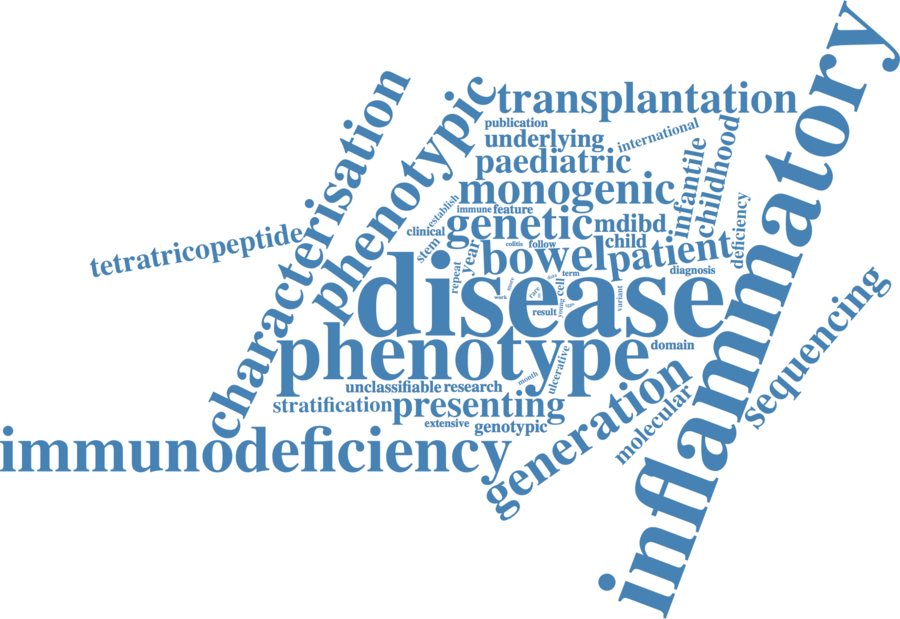 inflammatory
characterisation
phenotypic
transplantation
publication
underlying
international
paediatric
infantile
childhood
monogenic
establish
immune
feature
clinical
genetic
mdibd
deficiency
child
tetratricopeptide
stem
year
colitis
follow
bowel
patient
diagnosis
repeat
disease
term
cell
rare
work
young
result
variant
sequencing
phenotype
domain
ulcerative
month
unclassifiable
research
generation
molecular
stratification
presenting
extensive
genotypic
immunodeficiency